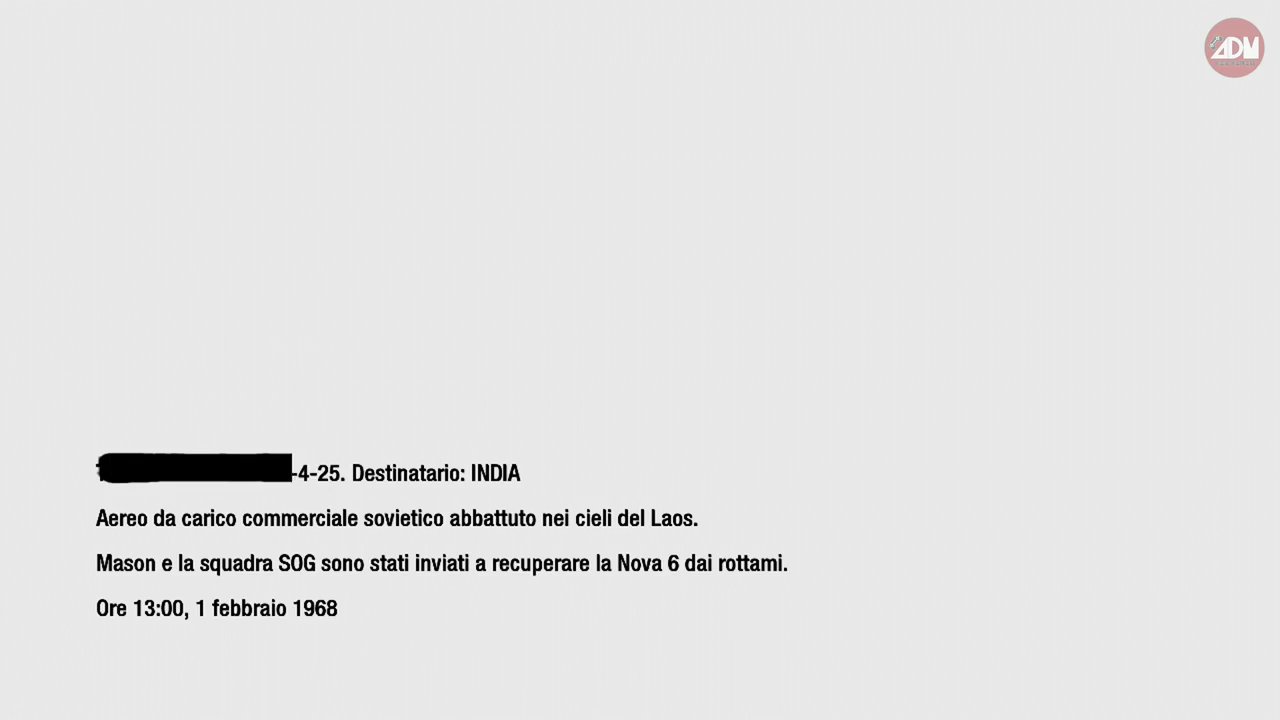 ADM
-4-25. Destinatario: INDIA
Aereo da carico commerciale sovietico abbattuto nei cieli del Laos.
Mason e la squadra SOG sono stati inviati a recuperare la Nova 6 dai rottami.
Ore 13:00, 1 febbraio 1968